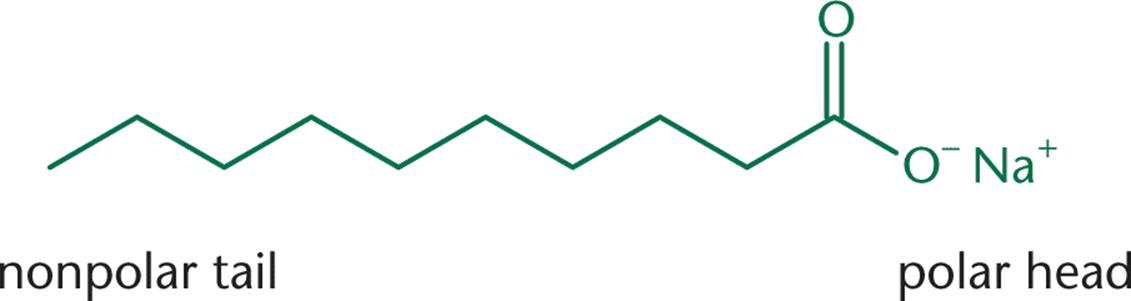 O
O⁻ Na⁺
nonpolar tail
polar head